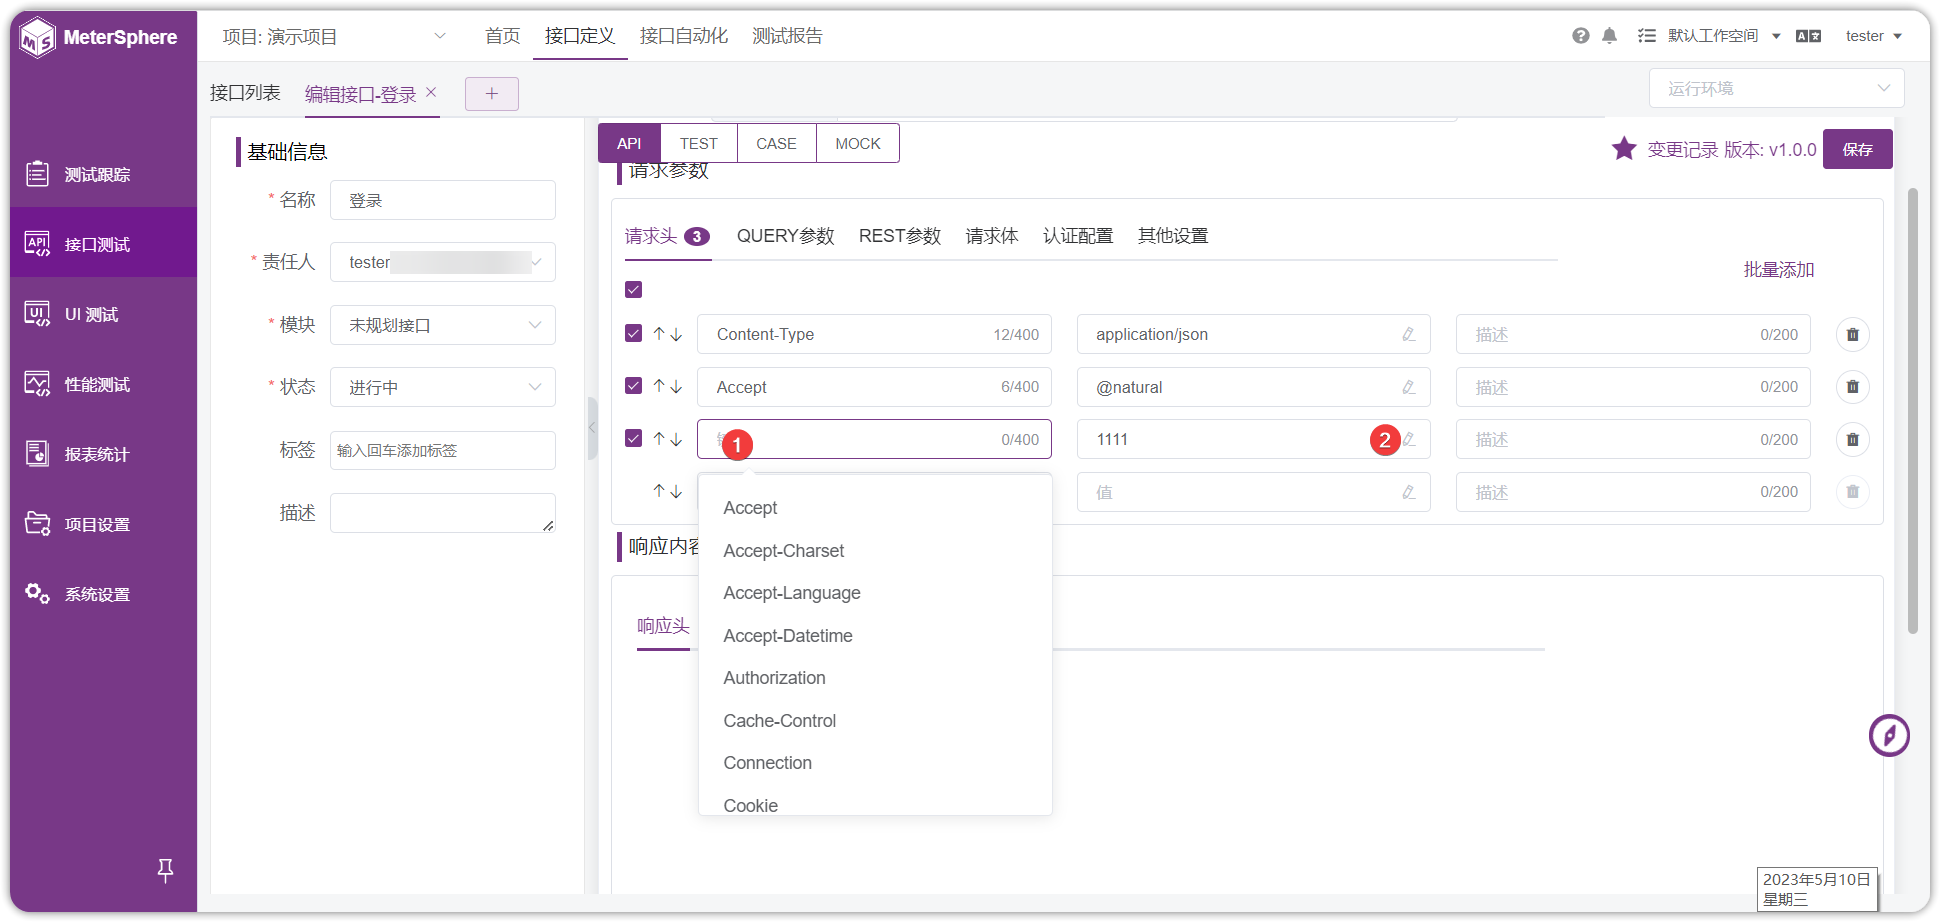 MeterSphere
项目: 演示项目
首页
接口定义
接口自动化
测试报告
默认工作空间
tester
接口列表
编辑接口-登录
运行环境
测试跟踪
接口测试
UI 测试
性能测试
报表统计
项目设置
系统设置
基础信息
* 名称
登录
* 责任人
tester
* 模块
未规划接口
* 状态
进行中
标签
输入回车添加标签
描述
API
TEST
CASE
MOCK
变更记录 版本: v1.0.0
保存
请求参数
请求头 3
QUERY参数
REST参数
请求体
认证配置
其他设置
批量添加
Content-Type 12/400
application/json
描述 0/200
Accept 6/400
@natural
描述 0/200
1 0/400
1111 2
描述 0/200
值
描述 0/200
Accept
Accept-Charset
Accept-Language
Accept-Datetime
Authorization
Cache-Control
Connection
Cookie
响应内容
响应头
2023年5月10日
星期三